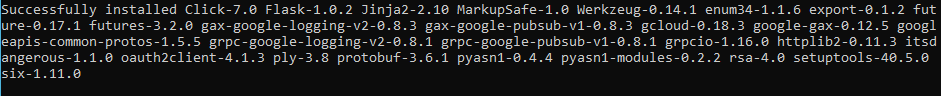 Successfully installed Click-7.0 Flask-1.0.2 Jinja2-2.10 MarkupSafe-1.0 Werkzeug-0.14.1 enum34-1.1.6 export-0.1.2 fut
ure-0.17.1 futures-3.2.0 gax-google-logging-v2-0.8.3 gax-google-pubsub-v1-0.8.3 gcloud-0.18.3 google-gax-0.12.5 googl
eapis-common-protos-1.5.5 grpc-google-logging-v2-0.8.1 grpc-google-pubsub-v1-0.8.1 grpcio-1.16.0 httplib2-0.11.3 itsd
angerous-1.1.0 oauth2client-4.1.3 ply-3.8 protobuf-3.6.1 pyasn1-0.4.4 pyasn1-modules-0.2.2 rsa-4.0 setuptools-40.5.0
six-1.11.0